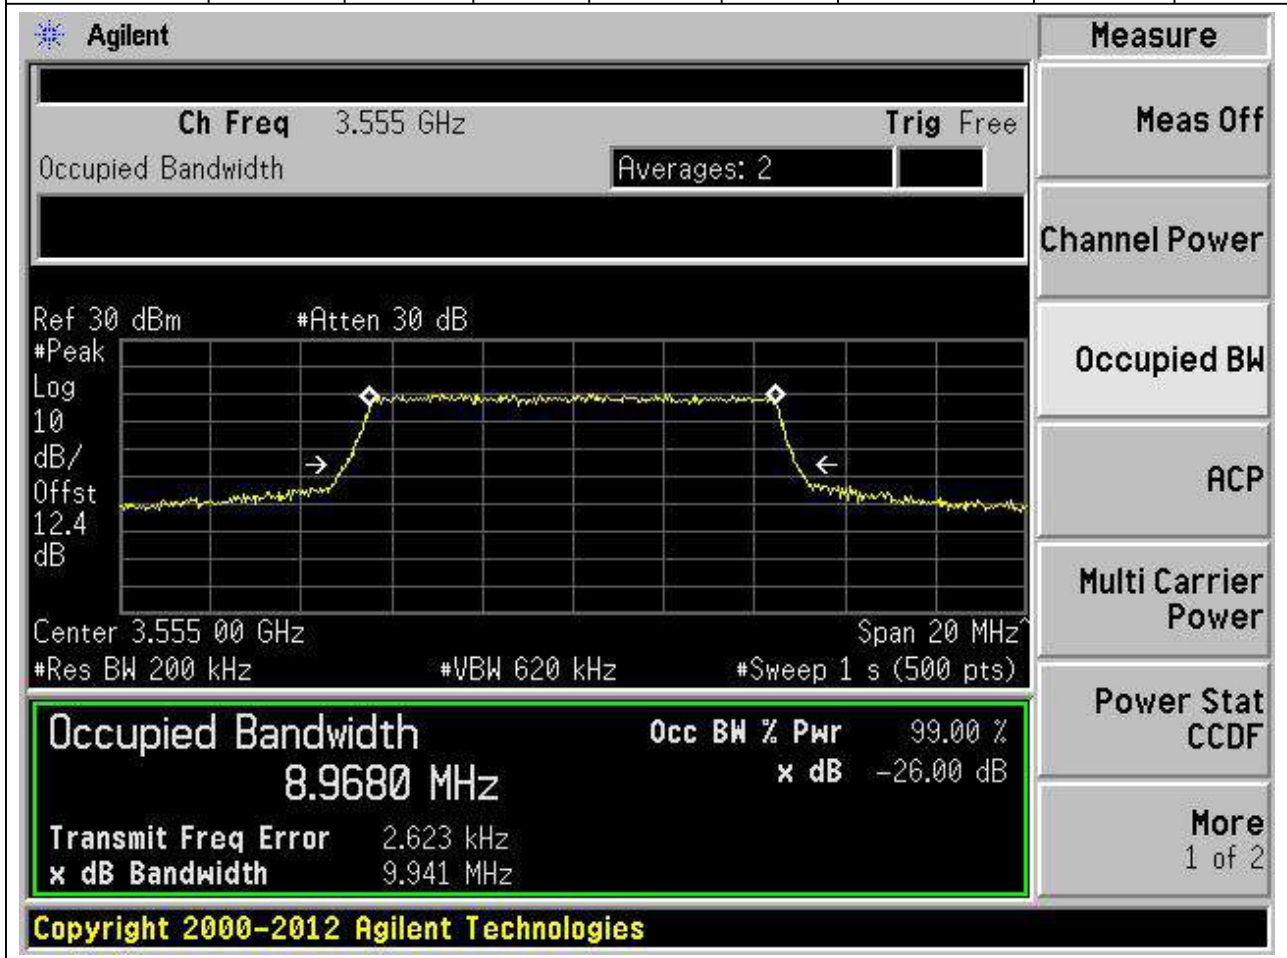 Agilent
Measure
Ch Freq 3.555 GHz Trig Free
Occupied Bandwidth Averages: 2
Meas Off
Channel Power
Occupied BW
ACP
Multi Carrier
Power
Power Stat
CCDF
More
1 of 2
Ref 30 dBm #Atten 30 dB
#Peak
Log
10
dB/
Offst
12.4
dB
Center 3.555 00 GHz Span 20 MHz^
#Res BW 200 kHz #VBW 620 kHz #Sweep 1 s (500 pts)
Occupied Bandwidth Occ BW % Pwr 99.00 %
8.9680 MHz x dB -26.00 dB
Transmit Freq Error 2.623 kHz
x dB Bandwidth 9.941 MHz
Copyright 2000-2012 Agilent Technologies